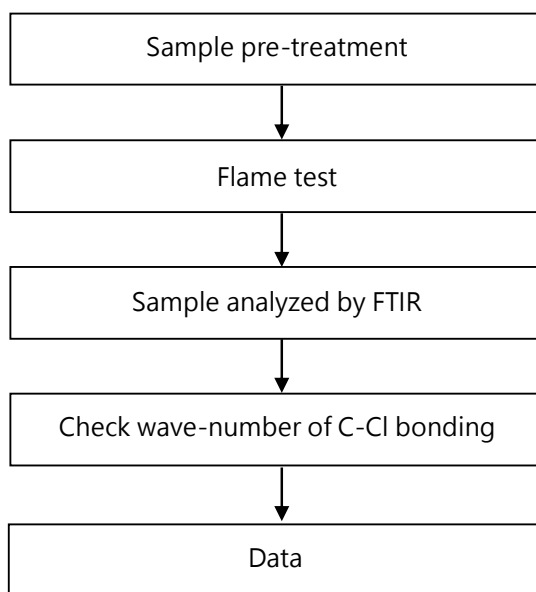 Sample pre-treatment
Flame test
Sample analyzed by FTIR
Check wave-number of C-Cl bonding
Data